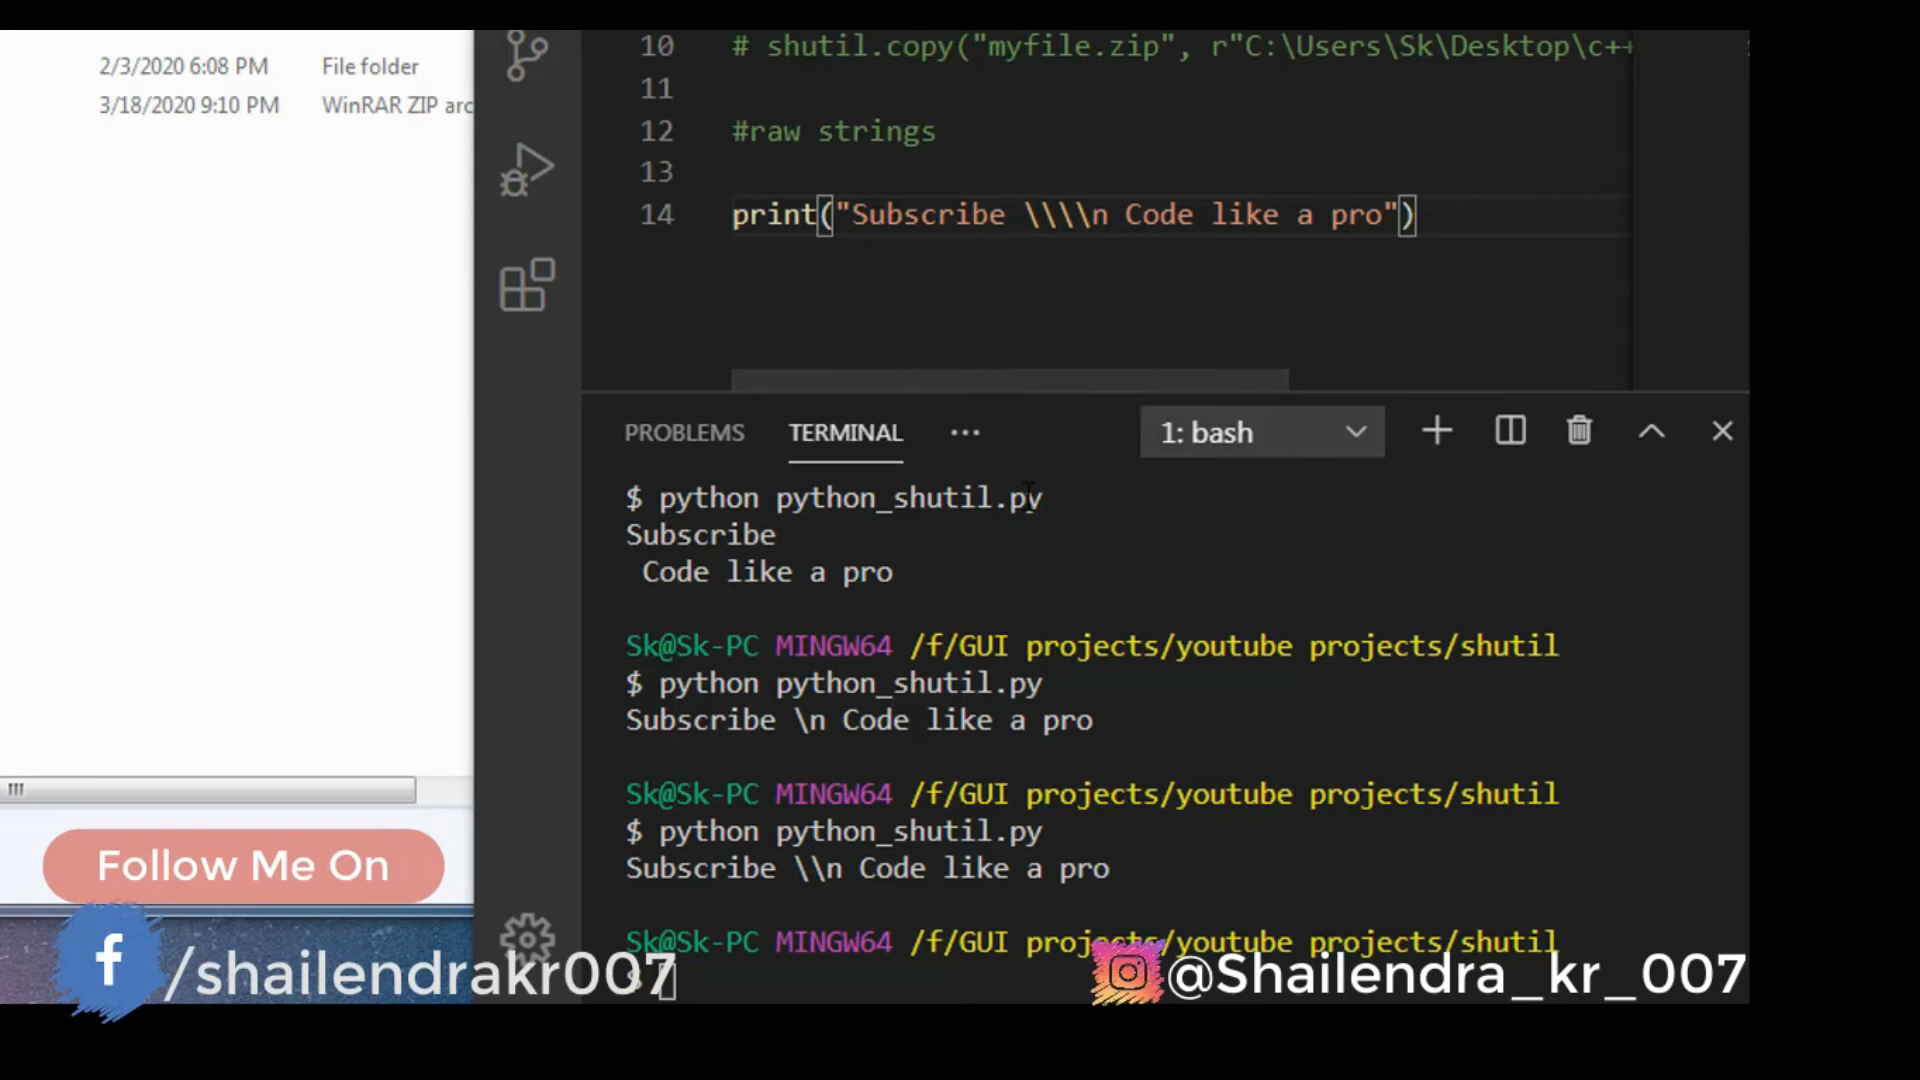 2/3/2020 6:08 PM File folder
3/18/2020 9:10 PM WinRAR ZIP arc
10 # shutil.copy("myfile.zip", r"C:\Users\Sk\Desktop\c++
11
12 #raw strings
13
14 print("Subscribe \\\\n Code like a pro")
PROBLEMS TERMINAL ... 1: bash
$ python python_shutil.py
Subscribe
Code like a pro
Sk@Sk-PC MINGW64 /f/GUI projects/youtube projects/shutil
$ python python_shutil.py
Subscribe \n Code like a pro
Sk@Sk-PC MINGW64 /f/GUI projects/youtube projects/shutil
$ python python_shutil.py
Subscribe \\n Code like a pro
Sk@Sk-PC MINGW64 /f/GUI projects/youtube projects/shutil
$
Follow Me On
f /shailendrakr007
@Shailendra_kr_007